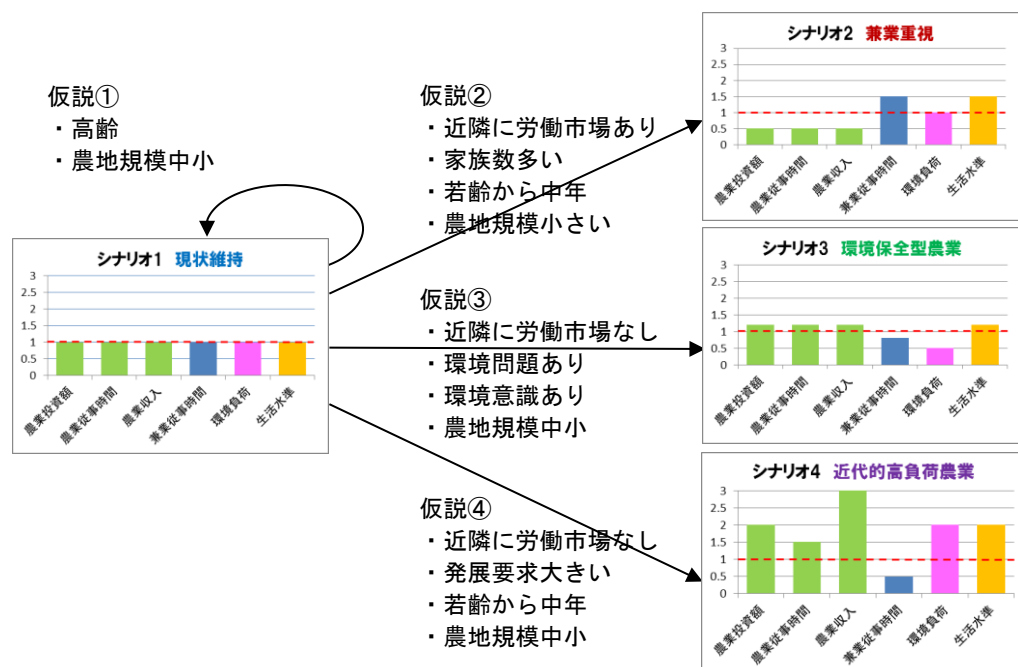 仮説①
・高齢
・農地規模中小
シナリオ1 現状維持
3
2.5
2
1.5
1
0.5
0
農業投資額
農業従事時間
農業収入
兼業従事時間
環境負荷
生活水準
仮説②
・近隣に労働市場あり
・家族数多い
・若齢から中年
・農地規模小さい
シナリオ2 兼業重視
3
2.5
2
1.5
1
0.5
0
農業投資額
農業従事時間
農業収入
兼業従事時間
環境負荷
生活水準
仮説③
・近隣に労働市場なし
・環境問題あり
・環境意識あり
・農地規模中小
シナリオ3 環境保全型農業
3
2.5
2
1.5
1
0.5
0
農業投資額
農業従事時間
農業収入
兼業従事時間
環境負荷
生活水準
仮説④
・近隣に労働市場なし
・発展要求大きい
・若齢から中年
・農地規模中小
シナリオ4 近代的高負荷農業
3
2.5
2
1.5
1
0.5
0
農業投資額
農業従事時間
農業収入
兼業従事時間
環境負荷
生活水準